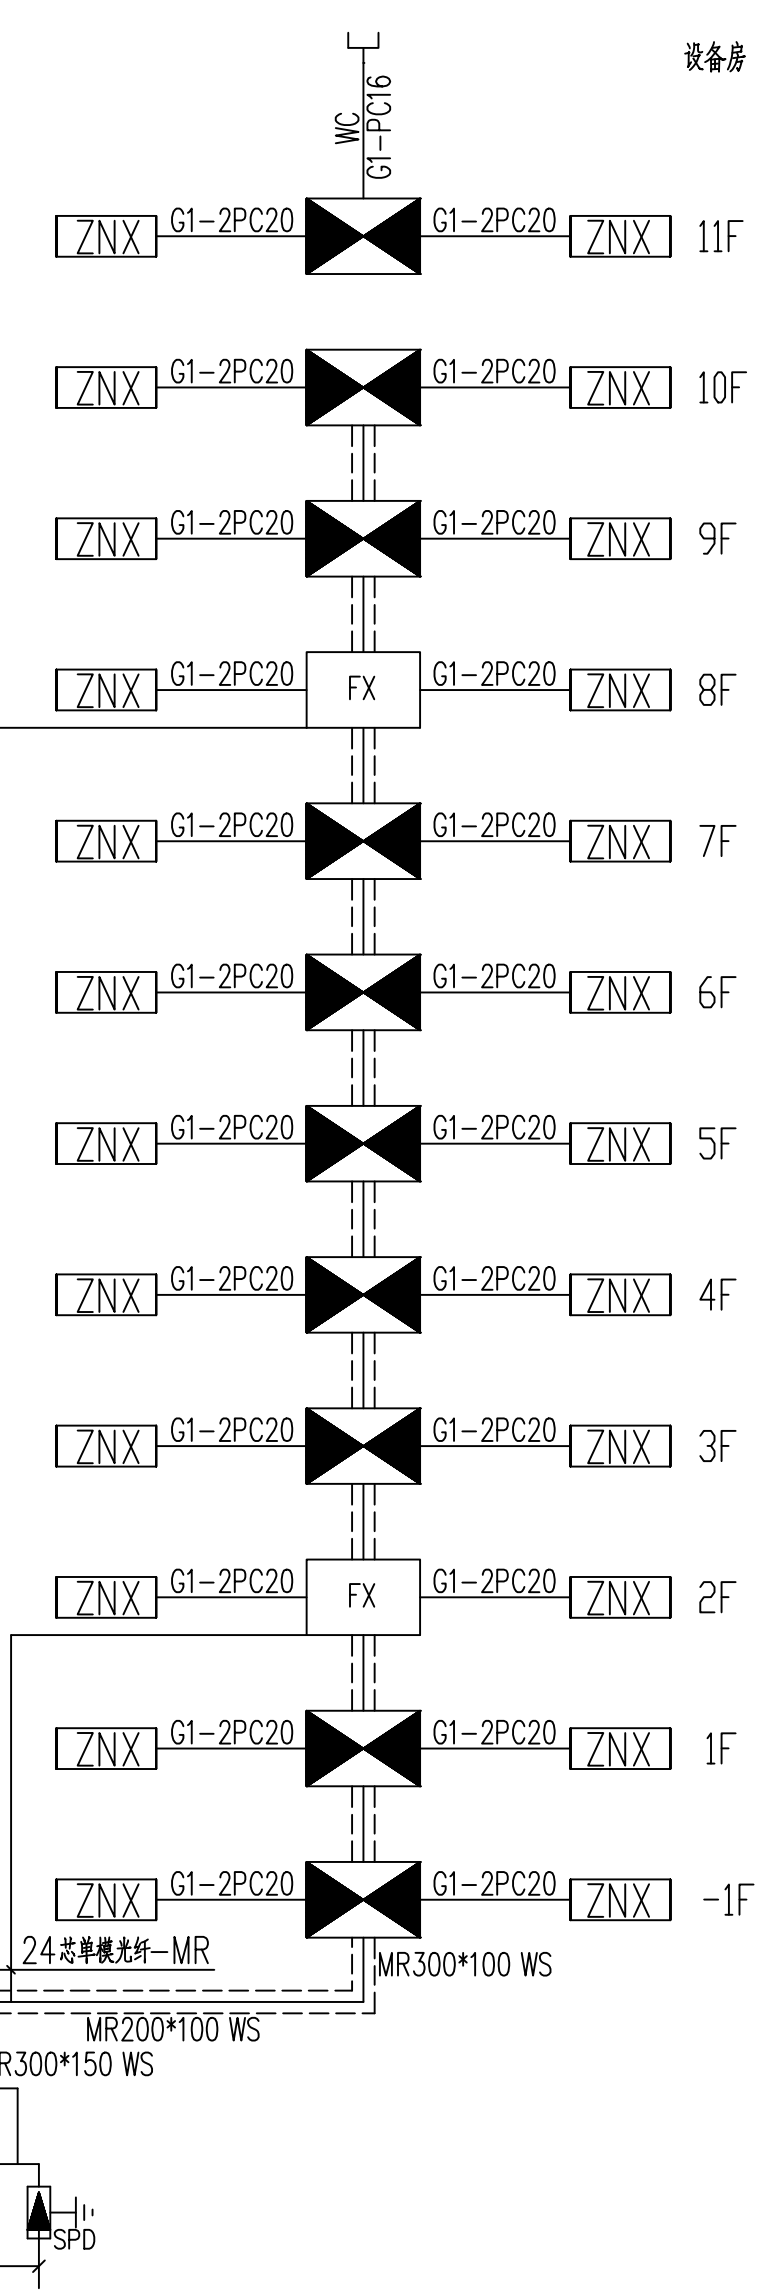 设备房
WC
G1-PC16
ZNX G1-2PC20 G1-2PC20 ZNX 11F
ZNX G1-2PC20 G1-2PC20 ZNX 10F
ZNX G1-2PC20 G1-2PC20 ZNX 9F
ZNX G1-2PC20 FX G1-2PC20 ZNX 8F
ZNX G1-2PC20 G1-2PC20 ZNX 7F
ZNX G1-2PC20 G1-2PC20 ZNX 6F
ZNX G1-2PC20 G1-2PC20 ZNX 5F
ZNX G1-2PC20 G1-2PC20 ZNX 4F
ZNX G1-2PC20 G1-2PC20 ZNX 3F
ZNX G1-2PC20 FX G1-2PC20 ZNX 2F
ZNX G1-2PC20 G1-2PC20 ZNX 1F
ZNX G1-2PC20 G1-2PC20 ZNX -1F
24芯单模光纤-MR
MR300*100 WS
MR200*100 WS
R300*150 WS
SPD